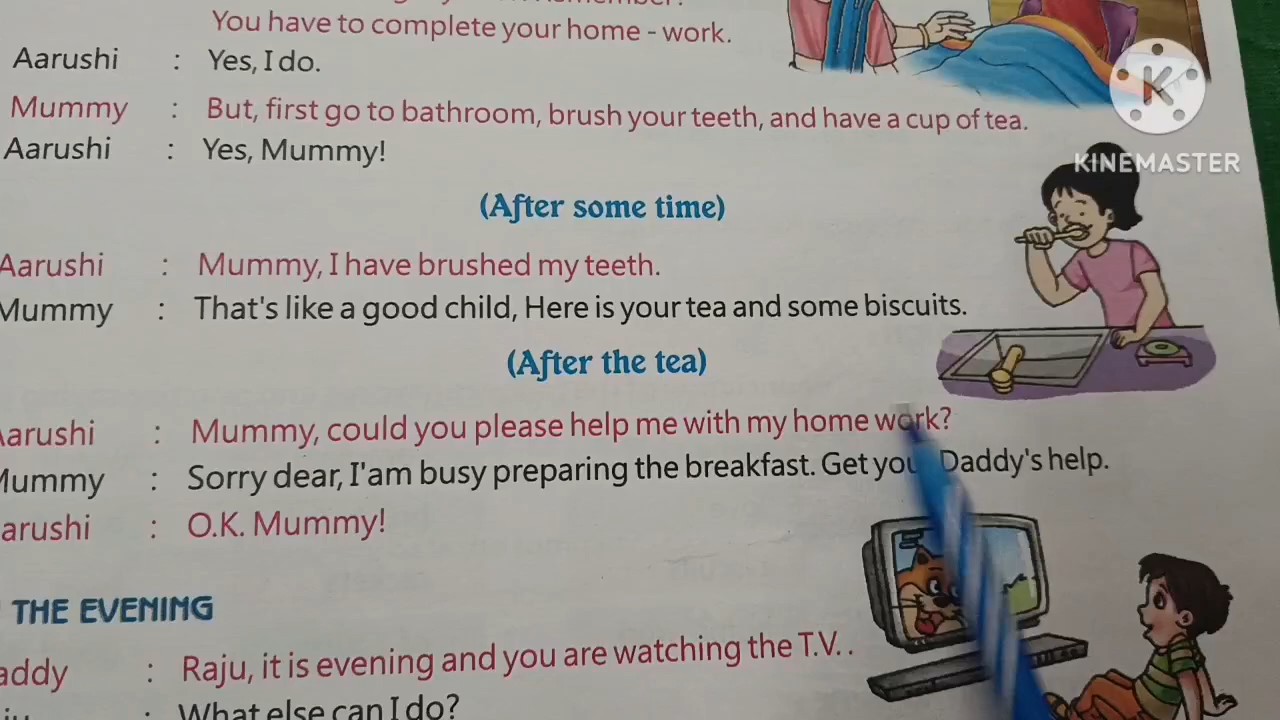 You have to complete your home - work.
Aarushi : Yes, I do.
Mummy : But, first go to bathroom, brush your teeth, and have a cup of tea.
Aarushi : Yes, Mummy!
KINEMASTER
(After some time)
Aarushi : Mummy, I have brushed my teeth.
Mummy : That's like a good child, Here is your tea and some biscuits.
(After the tea)
Aarushi : Mummy, could you please help me with my home work?
Mummy : Sorry dear, I'am busy preparing the breakfast. Get you Daddy's help.
arushi : O.K. Mummy!
THE EVENING
addy : Raju, it is evening and you are watching the T.V. .
: What else can I do?